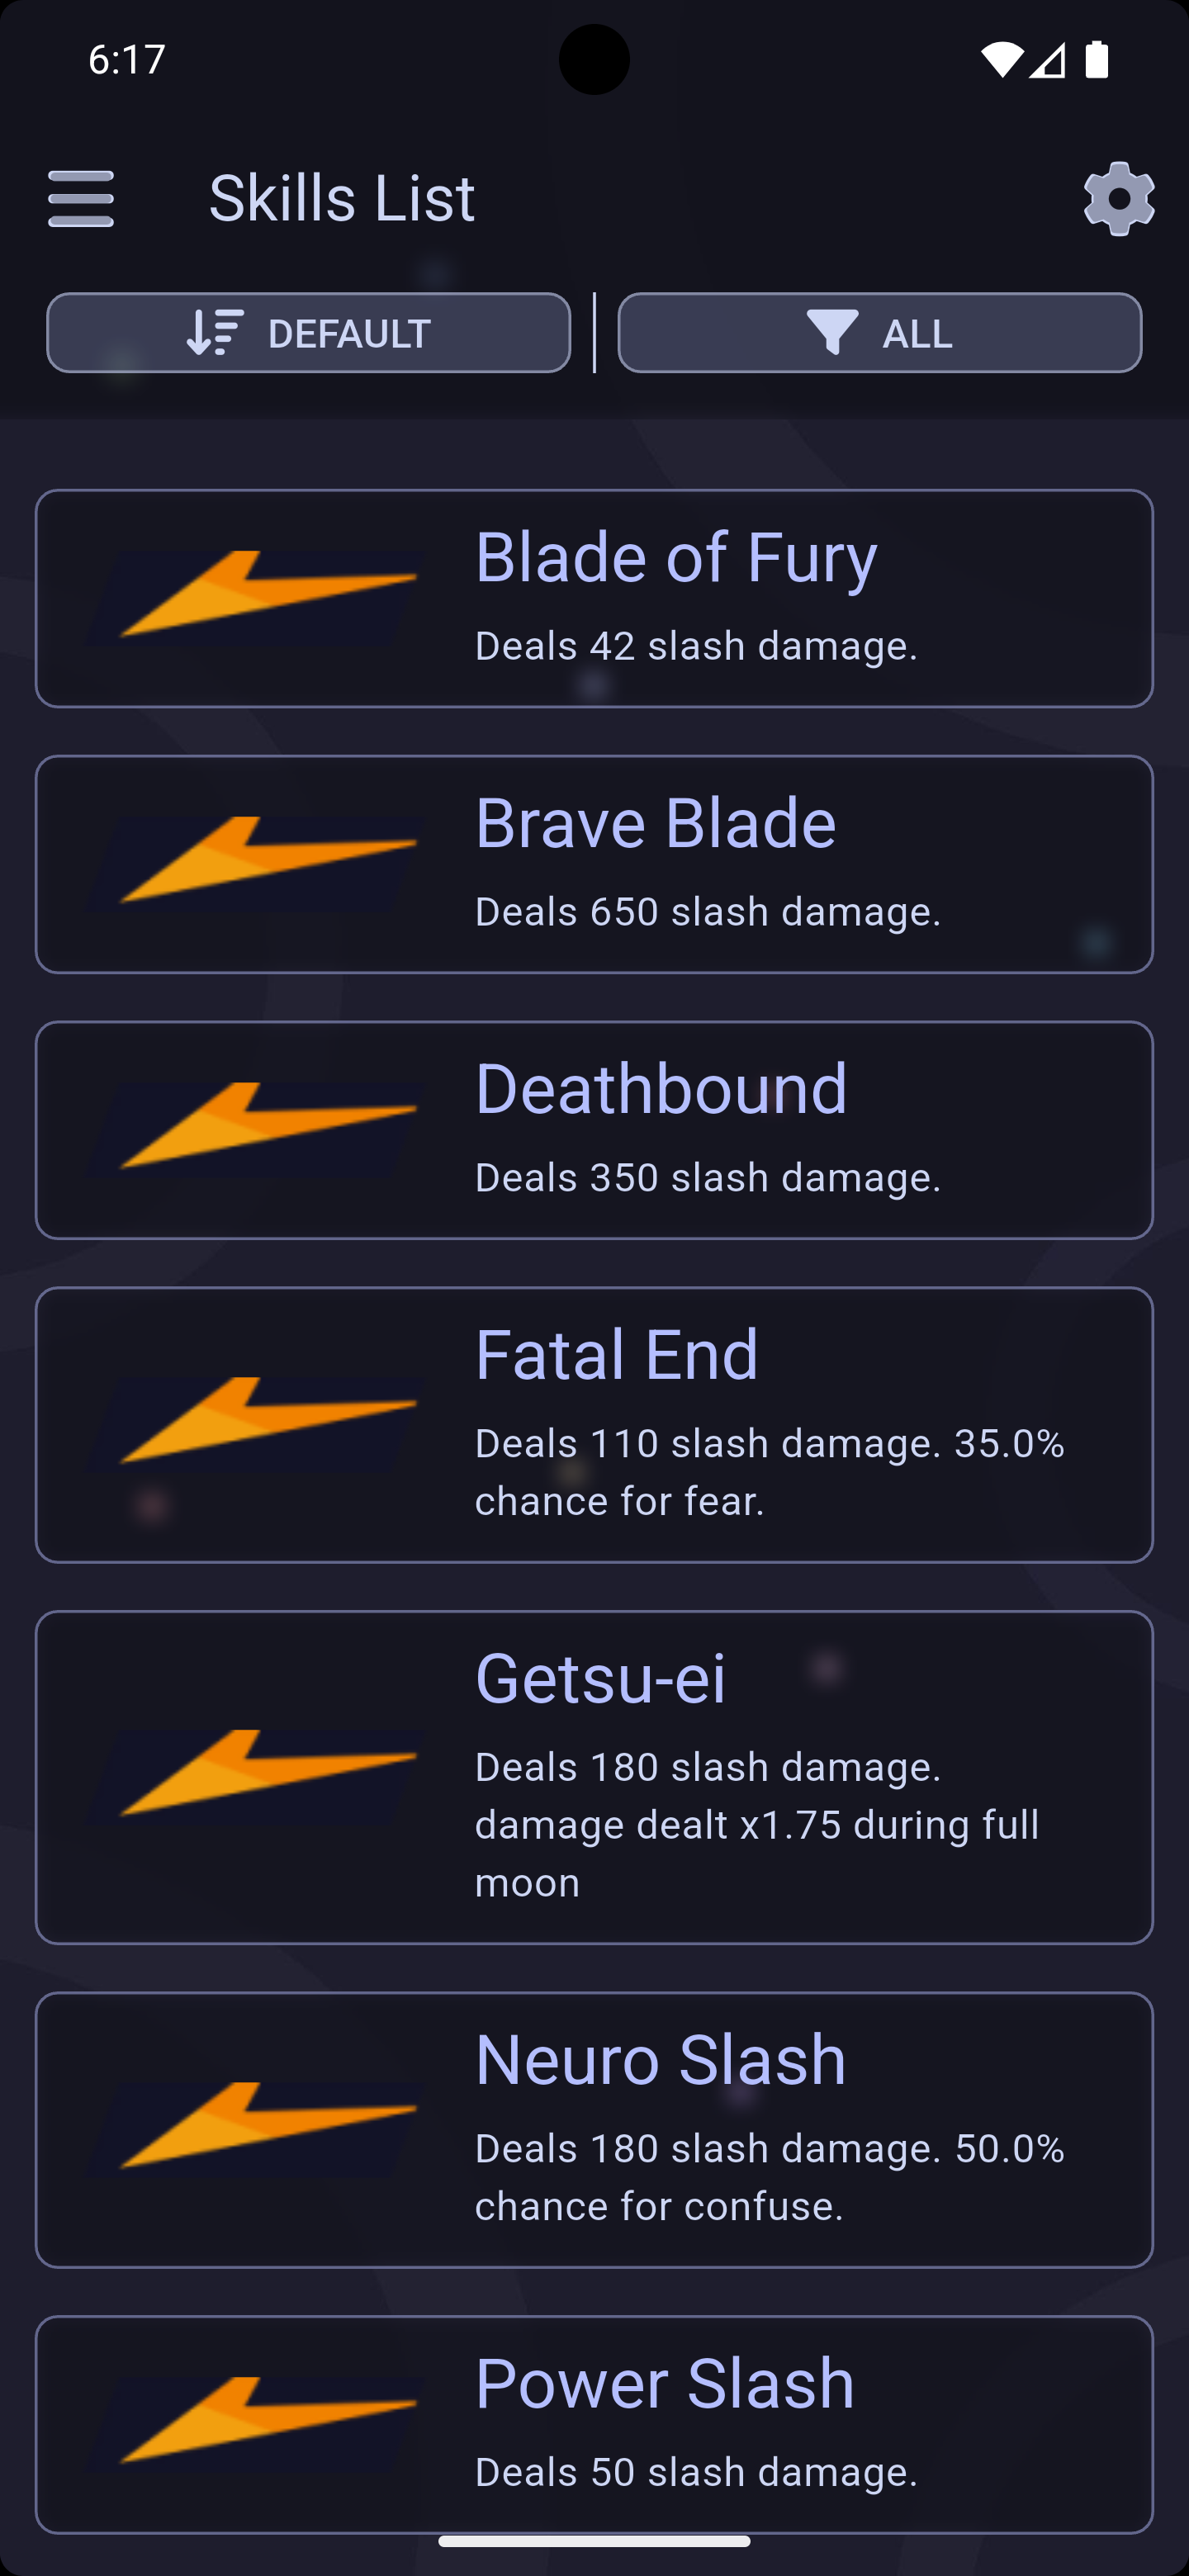 6:17
Skills List
DEFAULT
ALL
Blade of Fury
Deals 42 slash damage.
Brave Blade
Deals 650 slash damage.
Deathbound
Deals 350 slash damage.
Fatal End
Deals 110 slash damage. 35.0%
chance for fear.
Getsu-ei
Deals 180 slash damage.
damage dealt x1.75 during full
moon
Neuro Slash
Deals 180 slash damage. 50.0%
chance for confuse.
Power Slash
Deals 50 slash damage.